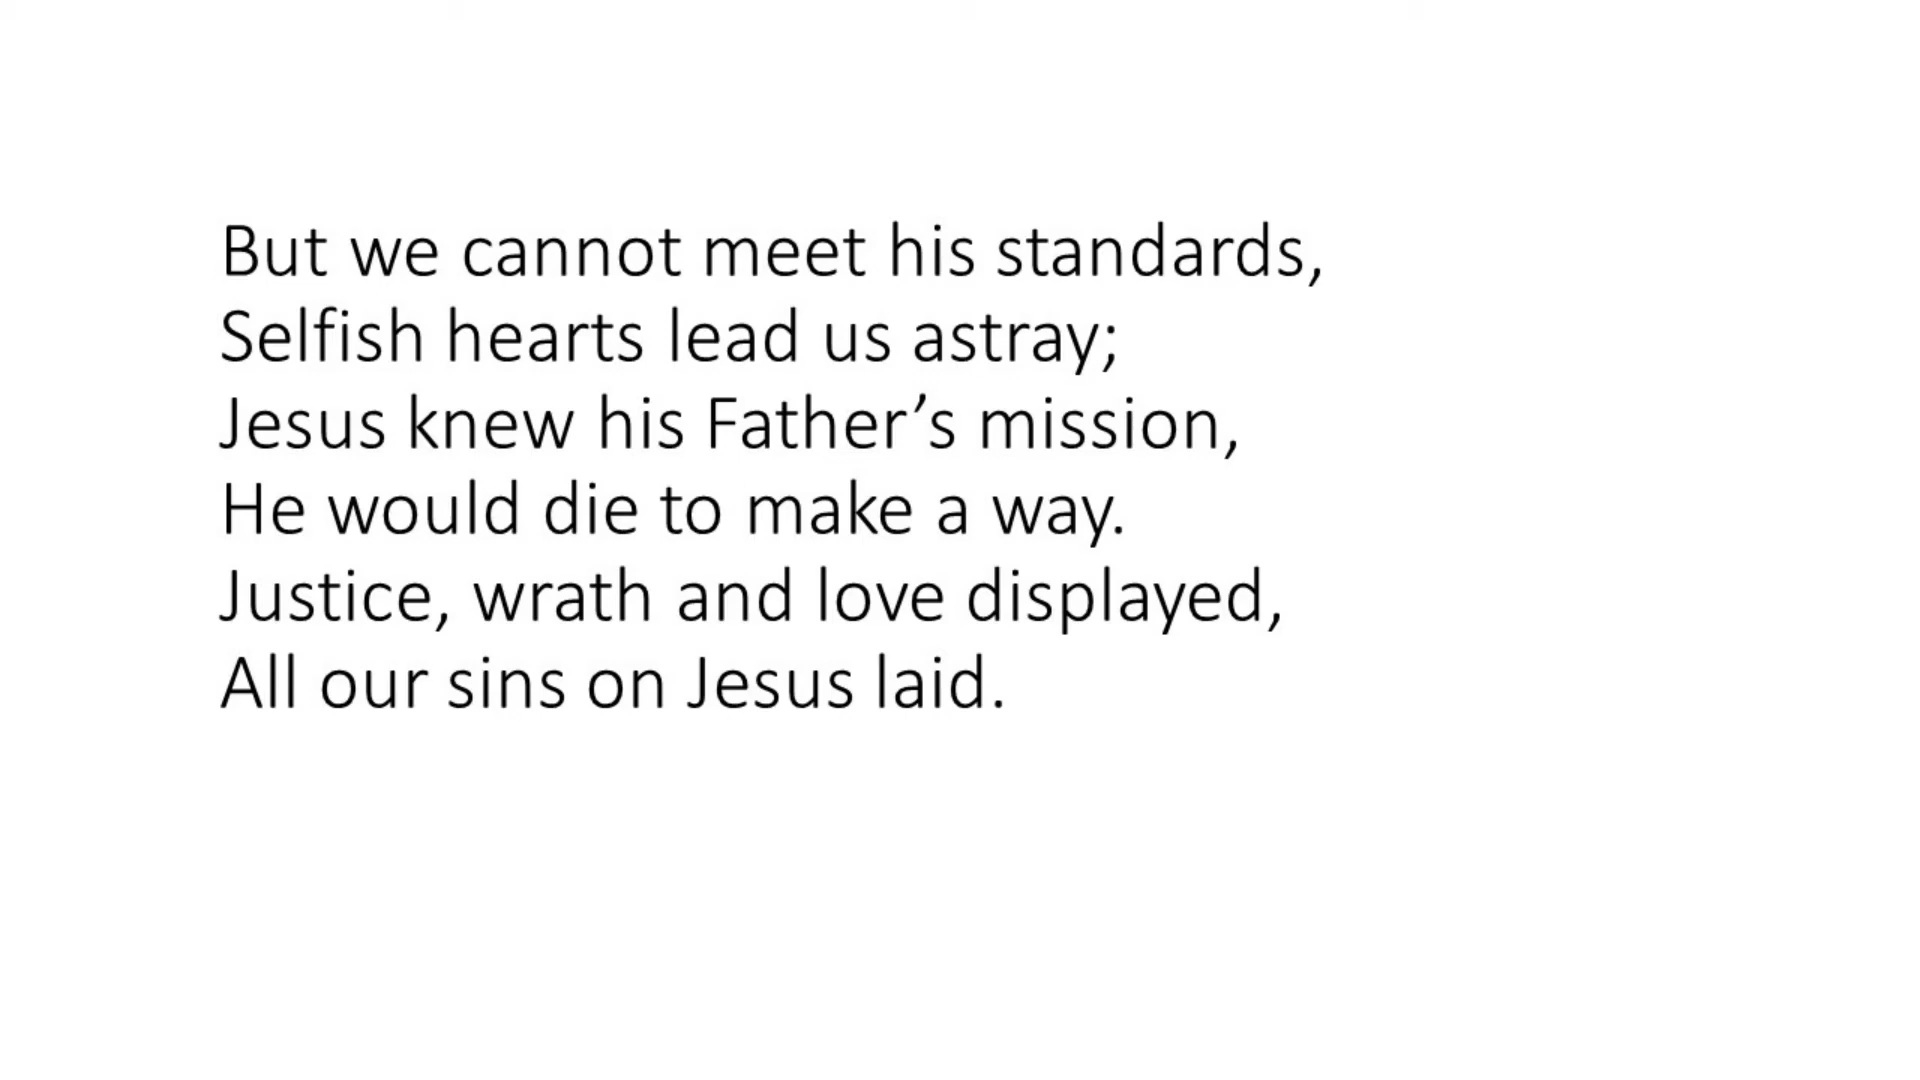 But we cannot meet his standards,
Selfish hearts lead us astray;
Jesus knew his Father’s mission,
He would die to make a way.
Justice, wrath and love displayed,
All our sins on Jesus laid.